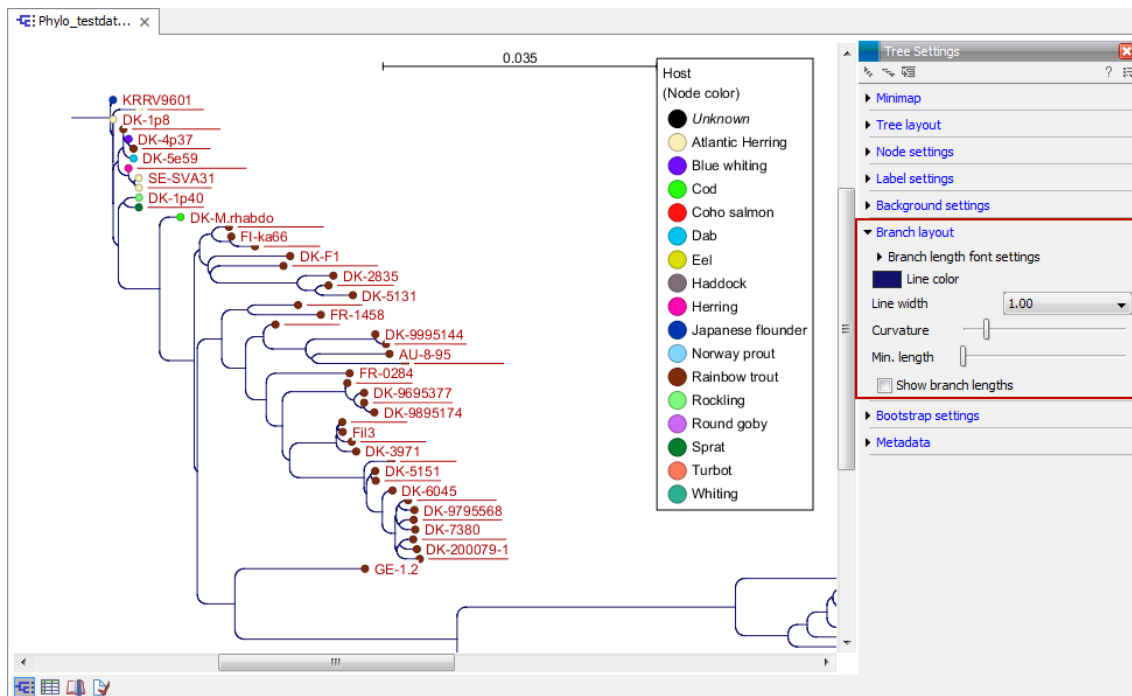 Phylo_testdat...
0.035
KRRV9601
DK-1p8
DK-4p37
DK-5e59
SE-SVA31
DK-1p40
DK-M.rhabdo
FI-ka66
DK-F1
DK-2835
DK-5131
FR-1458
DK-9995144
AU-8-95
FR-0284
DK-9695377
DK-9895174
Fil3
DK-3971
DK-5151
DK-6045
DK-9795568
DK-7380
DK-200079-1
GE-1.2
Host
(Node color)
Unknown
Atlantic Herring
Blue whiting
Cod
Coho salmon
Dab
Eel
Haddock
Herring
Japanese flounder
Norway prout
Rainbow trout
Rockling
Round goby
Sprat
Turbot
Whiting
Tree Settings
?
Minimap
Tree layout
Node settings
Label settings
Background settings
Branch layout
Branch length font settings
Line color
Line width 1.00
Curvature
Min. length
Show branch lengths
Bootstrap settings
Metadata